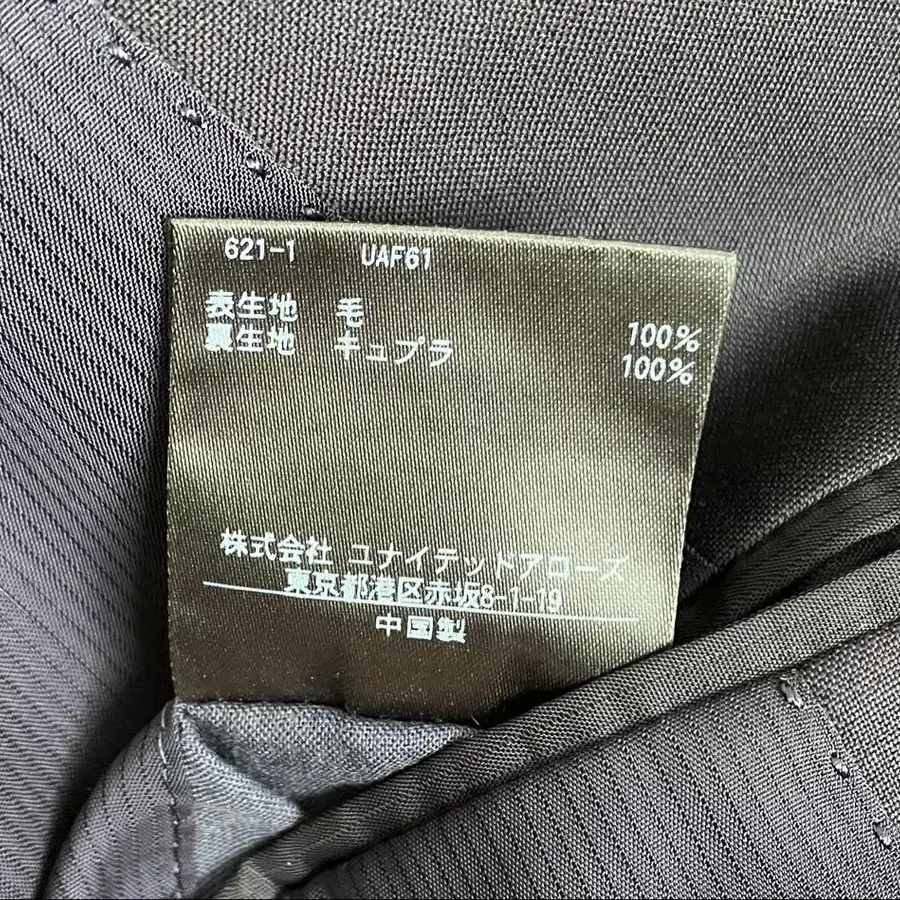 621-1 UAF61
表生地 毛 100%
裏生地 キュプラ 100%
株式会社 ユナイテッドアローズ
東京都港区赤坂8-1-19
中国製